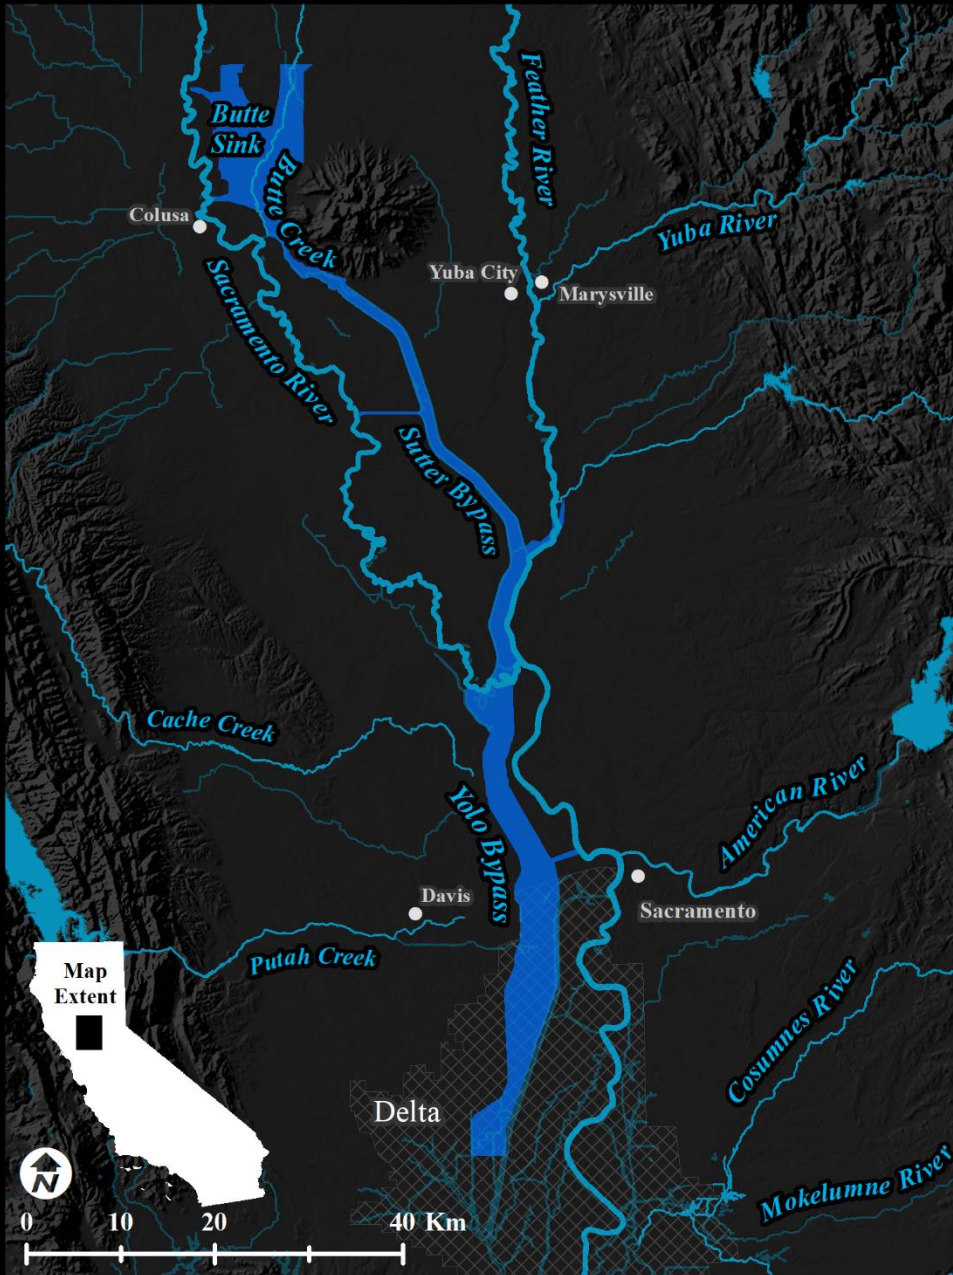 Feather River
Butte
Sink
Butte Creek
Colusa
Yuba River
Yuba City
Marysville
Sacramento River
Sutter Bypass
Cache Creek
Yolo Bypass
American River
Davis
Sacramento
Putah Creek
Map
Extent
Cosumnes River
Delta
Mokelumne River
N
0 10 20 40 Km